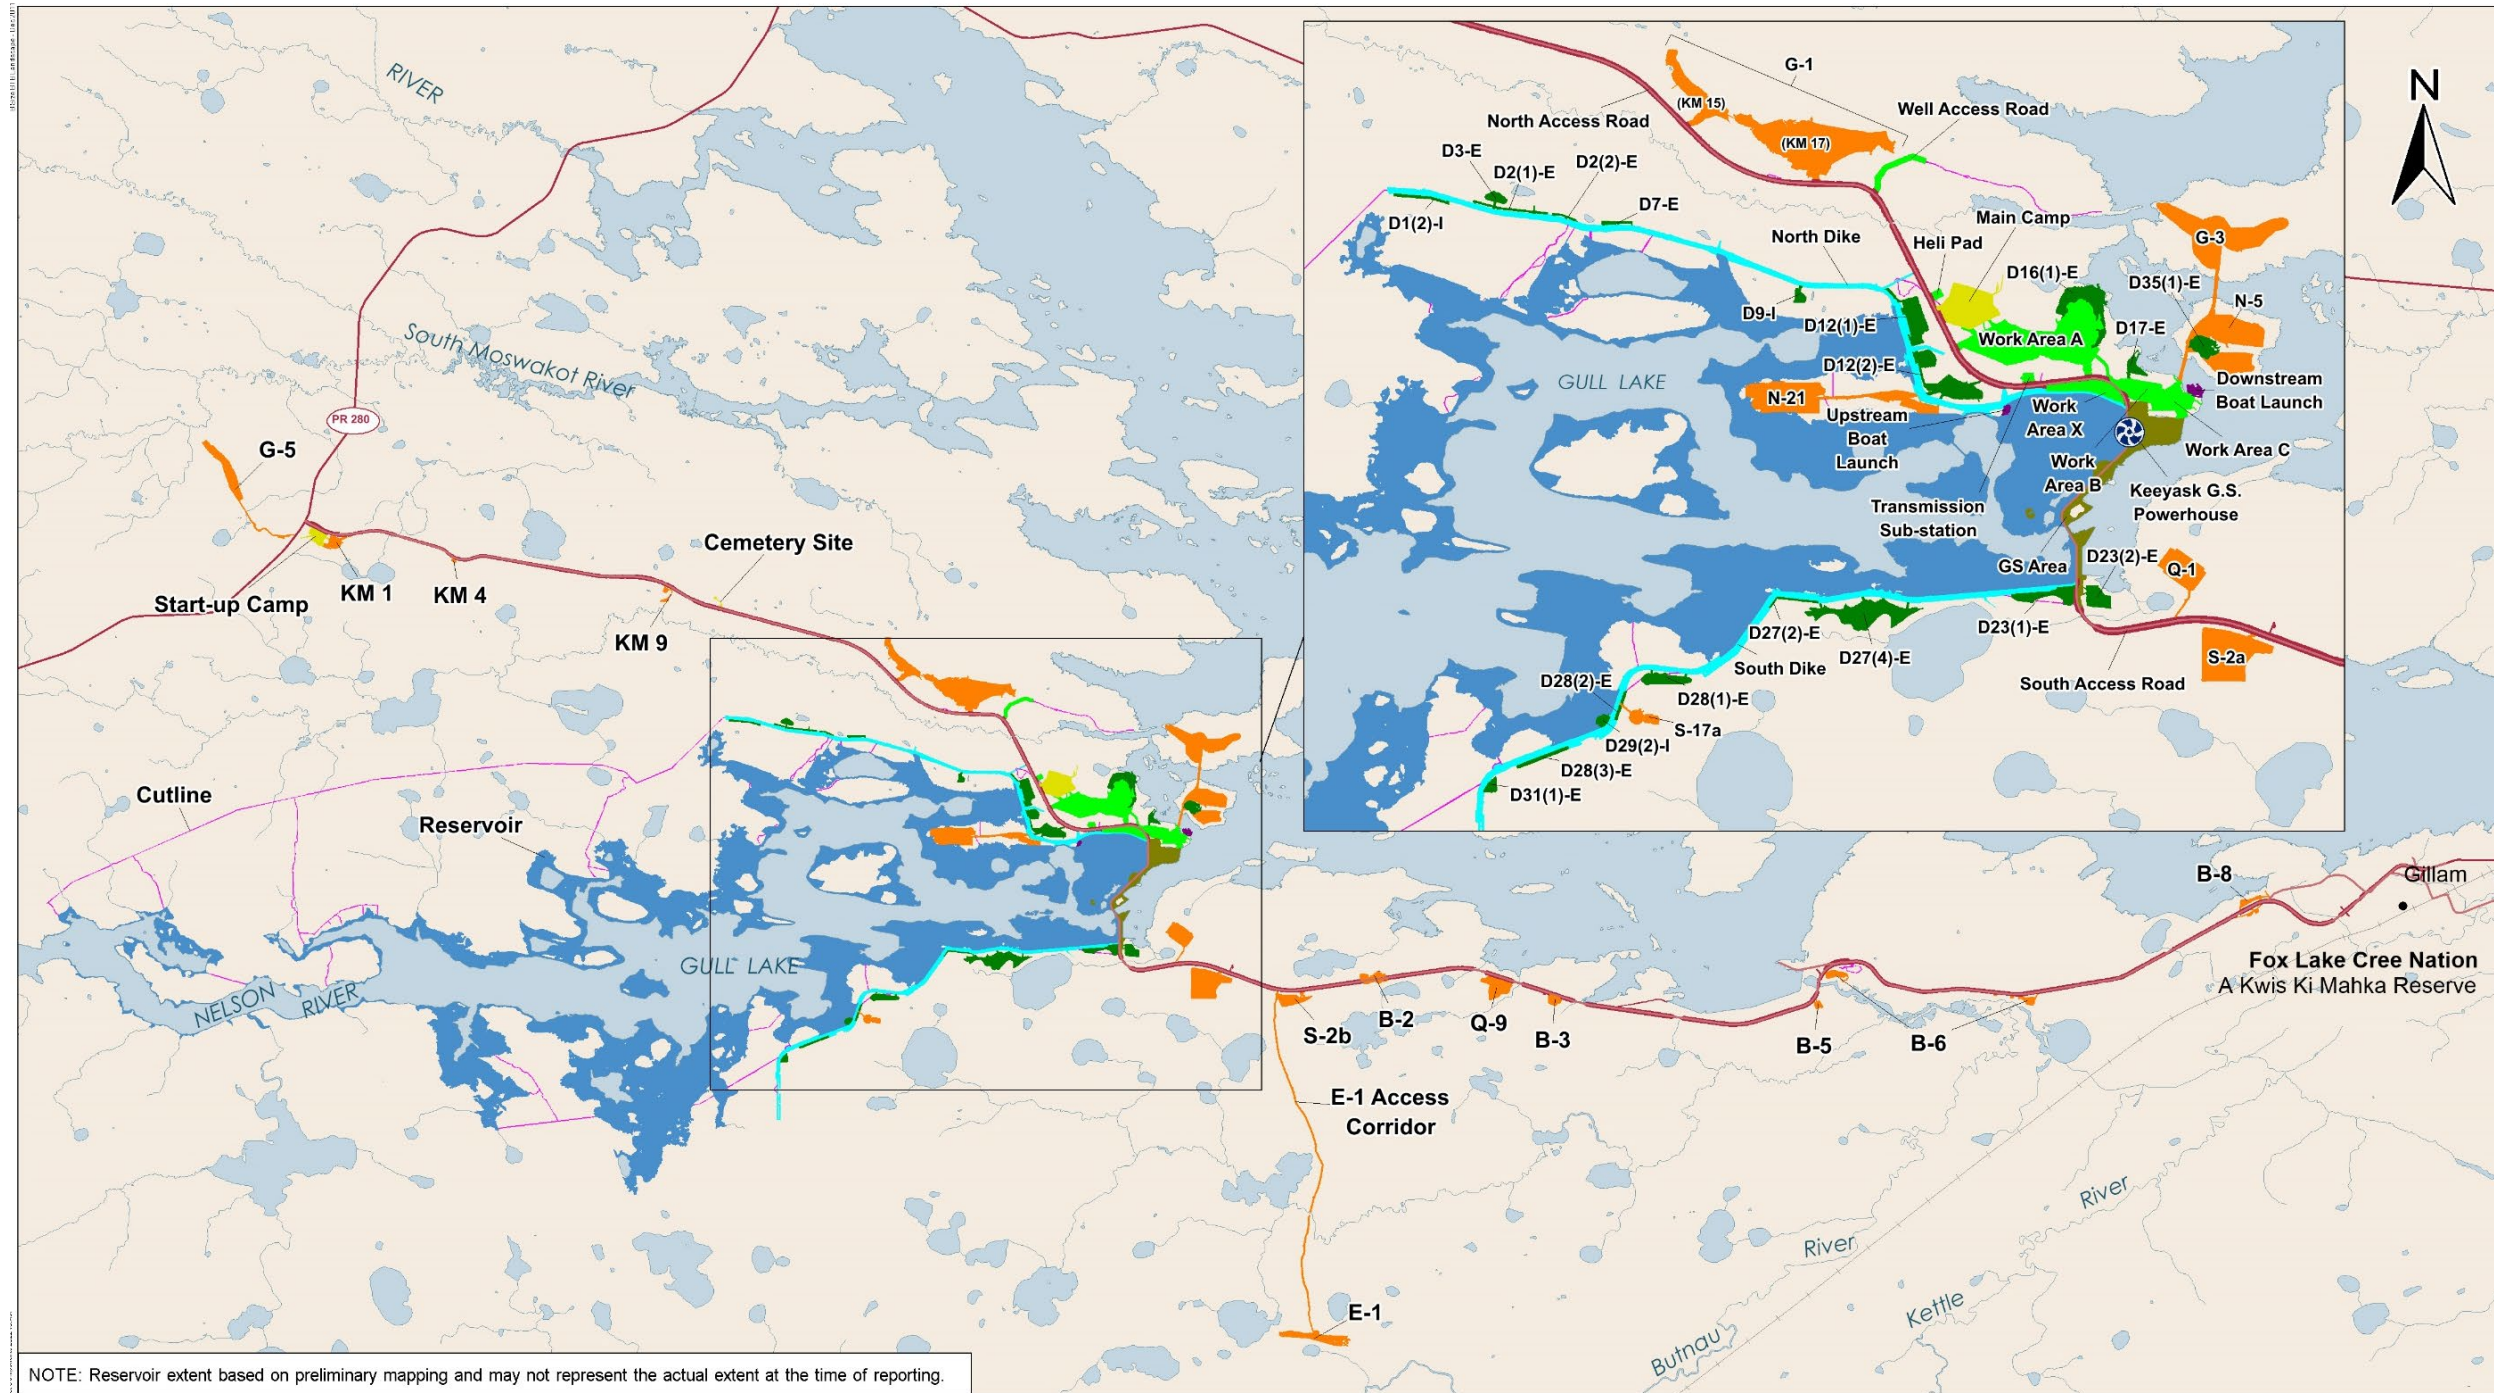 RIVER
South Moswakot River
PR 280
G-5
Start-up Camp
KM 1
KM 4
KM 9
Cemetery Site
Cutline
Reservoir
GULL LAKE
NELSON
RIVER
S-2b
B-2
Q-9
B-3
B-5
B-6
B-8
Gillam
Fox Lake Cree Nation
A Kwis Ki Mahka Reserve
E-1 Access
Corridor
E-1
River
River
Kettle
Butnau
N
G-1
(KM 15)
(KM 17)
North Access Road
Well Access Road
D3-E
D2(1)-E
D2(2)-E
D7-E
D1(2)-I
North Dike
Heli Pad
Main Camp
G-3
D16(1)-E
D35(1)-E
N-5
D9-I
D12(1)-E
Work Area A
D17-E
D12(2)-E
GULL LAKE
N-21
Upstream
Boat
Launch
Work
Area X
Downstream
Boat Launch
Work Area C
Work
Area B
Keeyask G.S.
Powerhouse
Transmission
Sub-station
GS Area
D23(2)-E
Q-1
D27(2)-E
D27(4)-E
D23(1)-E
South Dike
S-2a
South Access Road
D28(2)-E
D28(1)-E
S-17a
D29(2)-I
D28(3)-E
D31(1)-E
NOTE: Reservoir extent based on preliminary mapping and may not represent the actual extent at the time of reporting.